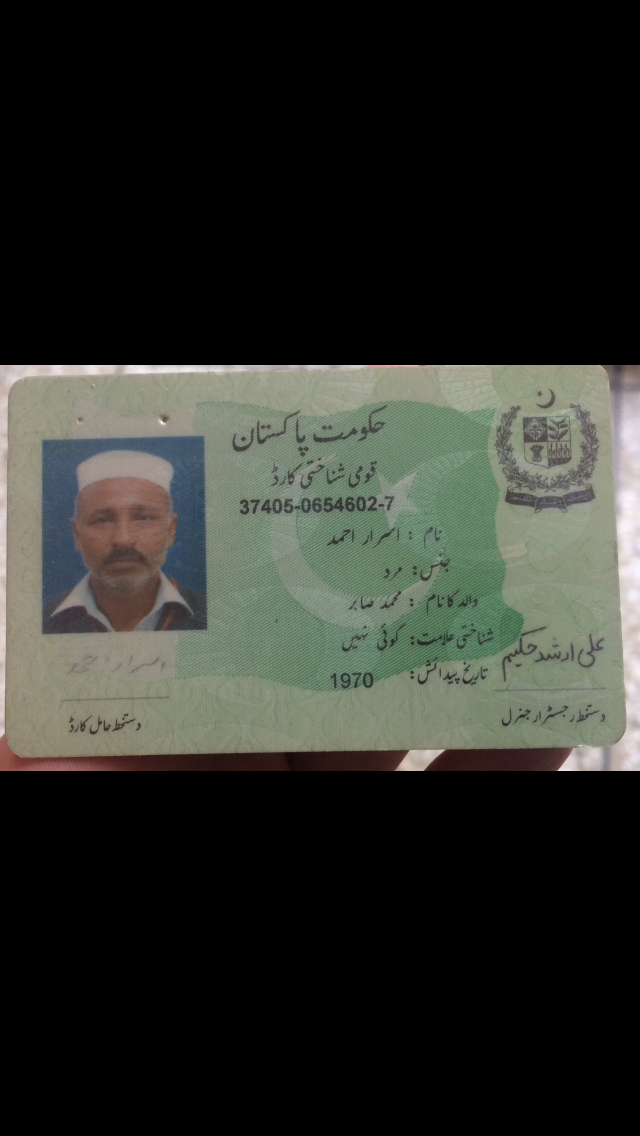 حکومت پاکستان
قومی شناختی کارڈ
37405-0654602-7
نام : اسرار احمد
جنس: مرد
والد کا نام : محمد صابر
شناختی علامت: کوئی نہیں
تاریخ پیدائش: 1970
اسرار احمد
دستخط حامل کارڈ
علی ارشد حکیم
دستخط رجسٹرار جنرل